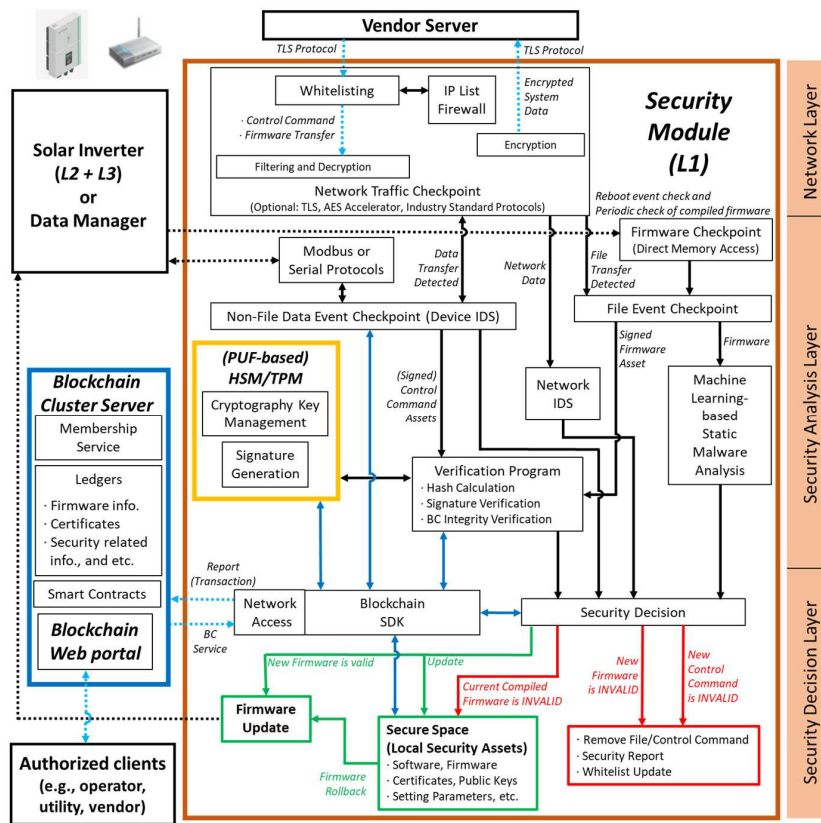 Vendor Server
TLS Protocol
TLS Protocol
Whitelisting
IP List
Firewall
Encrypted
System
Data
· Control Command
· Firmware Transfer
Filtering and Decryption
Encryption
Network Traffic Checkpoint
(Optional: TLS, AES Accelerator, Industry Standard Protocols)
Security
Module
(L1)
Network Layer
Solar Inverter
(L2 + L3)
or
Data Manager
Reboot event check and
Periodic check of compiled firmware
Firmware Checkpoint
(Direct Memory Access)
Modbus or
Serial Protocols
Data
Transfer
Detected
Network
Data
File
Transfer
Detected
Non-File Data Event Checkpoint (Device IDS)
File Event Checkpoint
Security Analysis Layer
(PUF-based)
HSM/TPM
Cryptography Key
Management
Signature
Generation
(Signed)
Control
Command
Assets
Network
IDS
Signed
Firmware
Asset
Firmware
Machine
Learning-
based
Static
Malware
Analysis
Verification Program
· Hash Calculation
· Signature Verification
· BC Integrity Verification
Blockchain
Cluster Server
Membership
Service
Ledgers
· Firmware info.
· Certificates
· Security related
info., and etc.
Smart Contracts
Blockchain
Web portal
Report
(Transaction)
BC
Service
Network
Access
Blockchain
SDK
Security Decision
Security Decision Layer
New Firmware is valid
Update
Current Compiled
Firmware is INVALID
New
Firmware
is INVALID
New
Control
Command
is INVALID
Firmware
Update
Firmware
Rollback
Secure Space
(Local Security Assets)
· Software, Firmware
· Certificates, Public Keys
· Setting Parameters, etc.
· Remove File/Control Command
· Security Report
· Whitelist Update
Authorized clients
(e.g., operator,
utility, vendor)